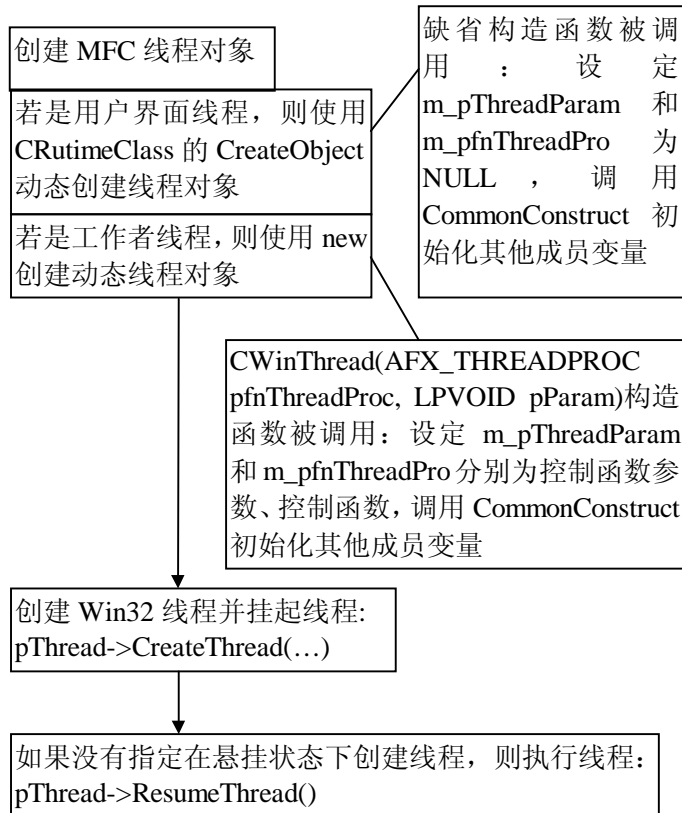 创建 MFC 线程对象
若是用户界面线程，则使用
CRutimeClass 的 CreateObject
动态创建线程对象
若是工作者线程，则使用 new
创建动态线程对象
缺省构造函数被调
用：设定
m_pThreadParam 和
m_pfnThreadPro 为
NULL，调用
CommonConstruct 初
始化其他成员变量
CWinThread(AFX_THREADPROC
pfnThreadProc, LPVOID pParam)构造
函数被调用：设定 m_pThreadParam
和 m_pfnThreadPro 分别为控制函数参
数、控制函数，调用 CommonConstruct
初始化其他成员变量
创建 Win32 线程并挂起线程:
pThread->CreateThread(…)
如果没有指定在悬挂状态下创建线程，则执行线程：
pThread->ResumeThread()